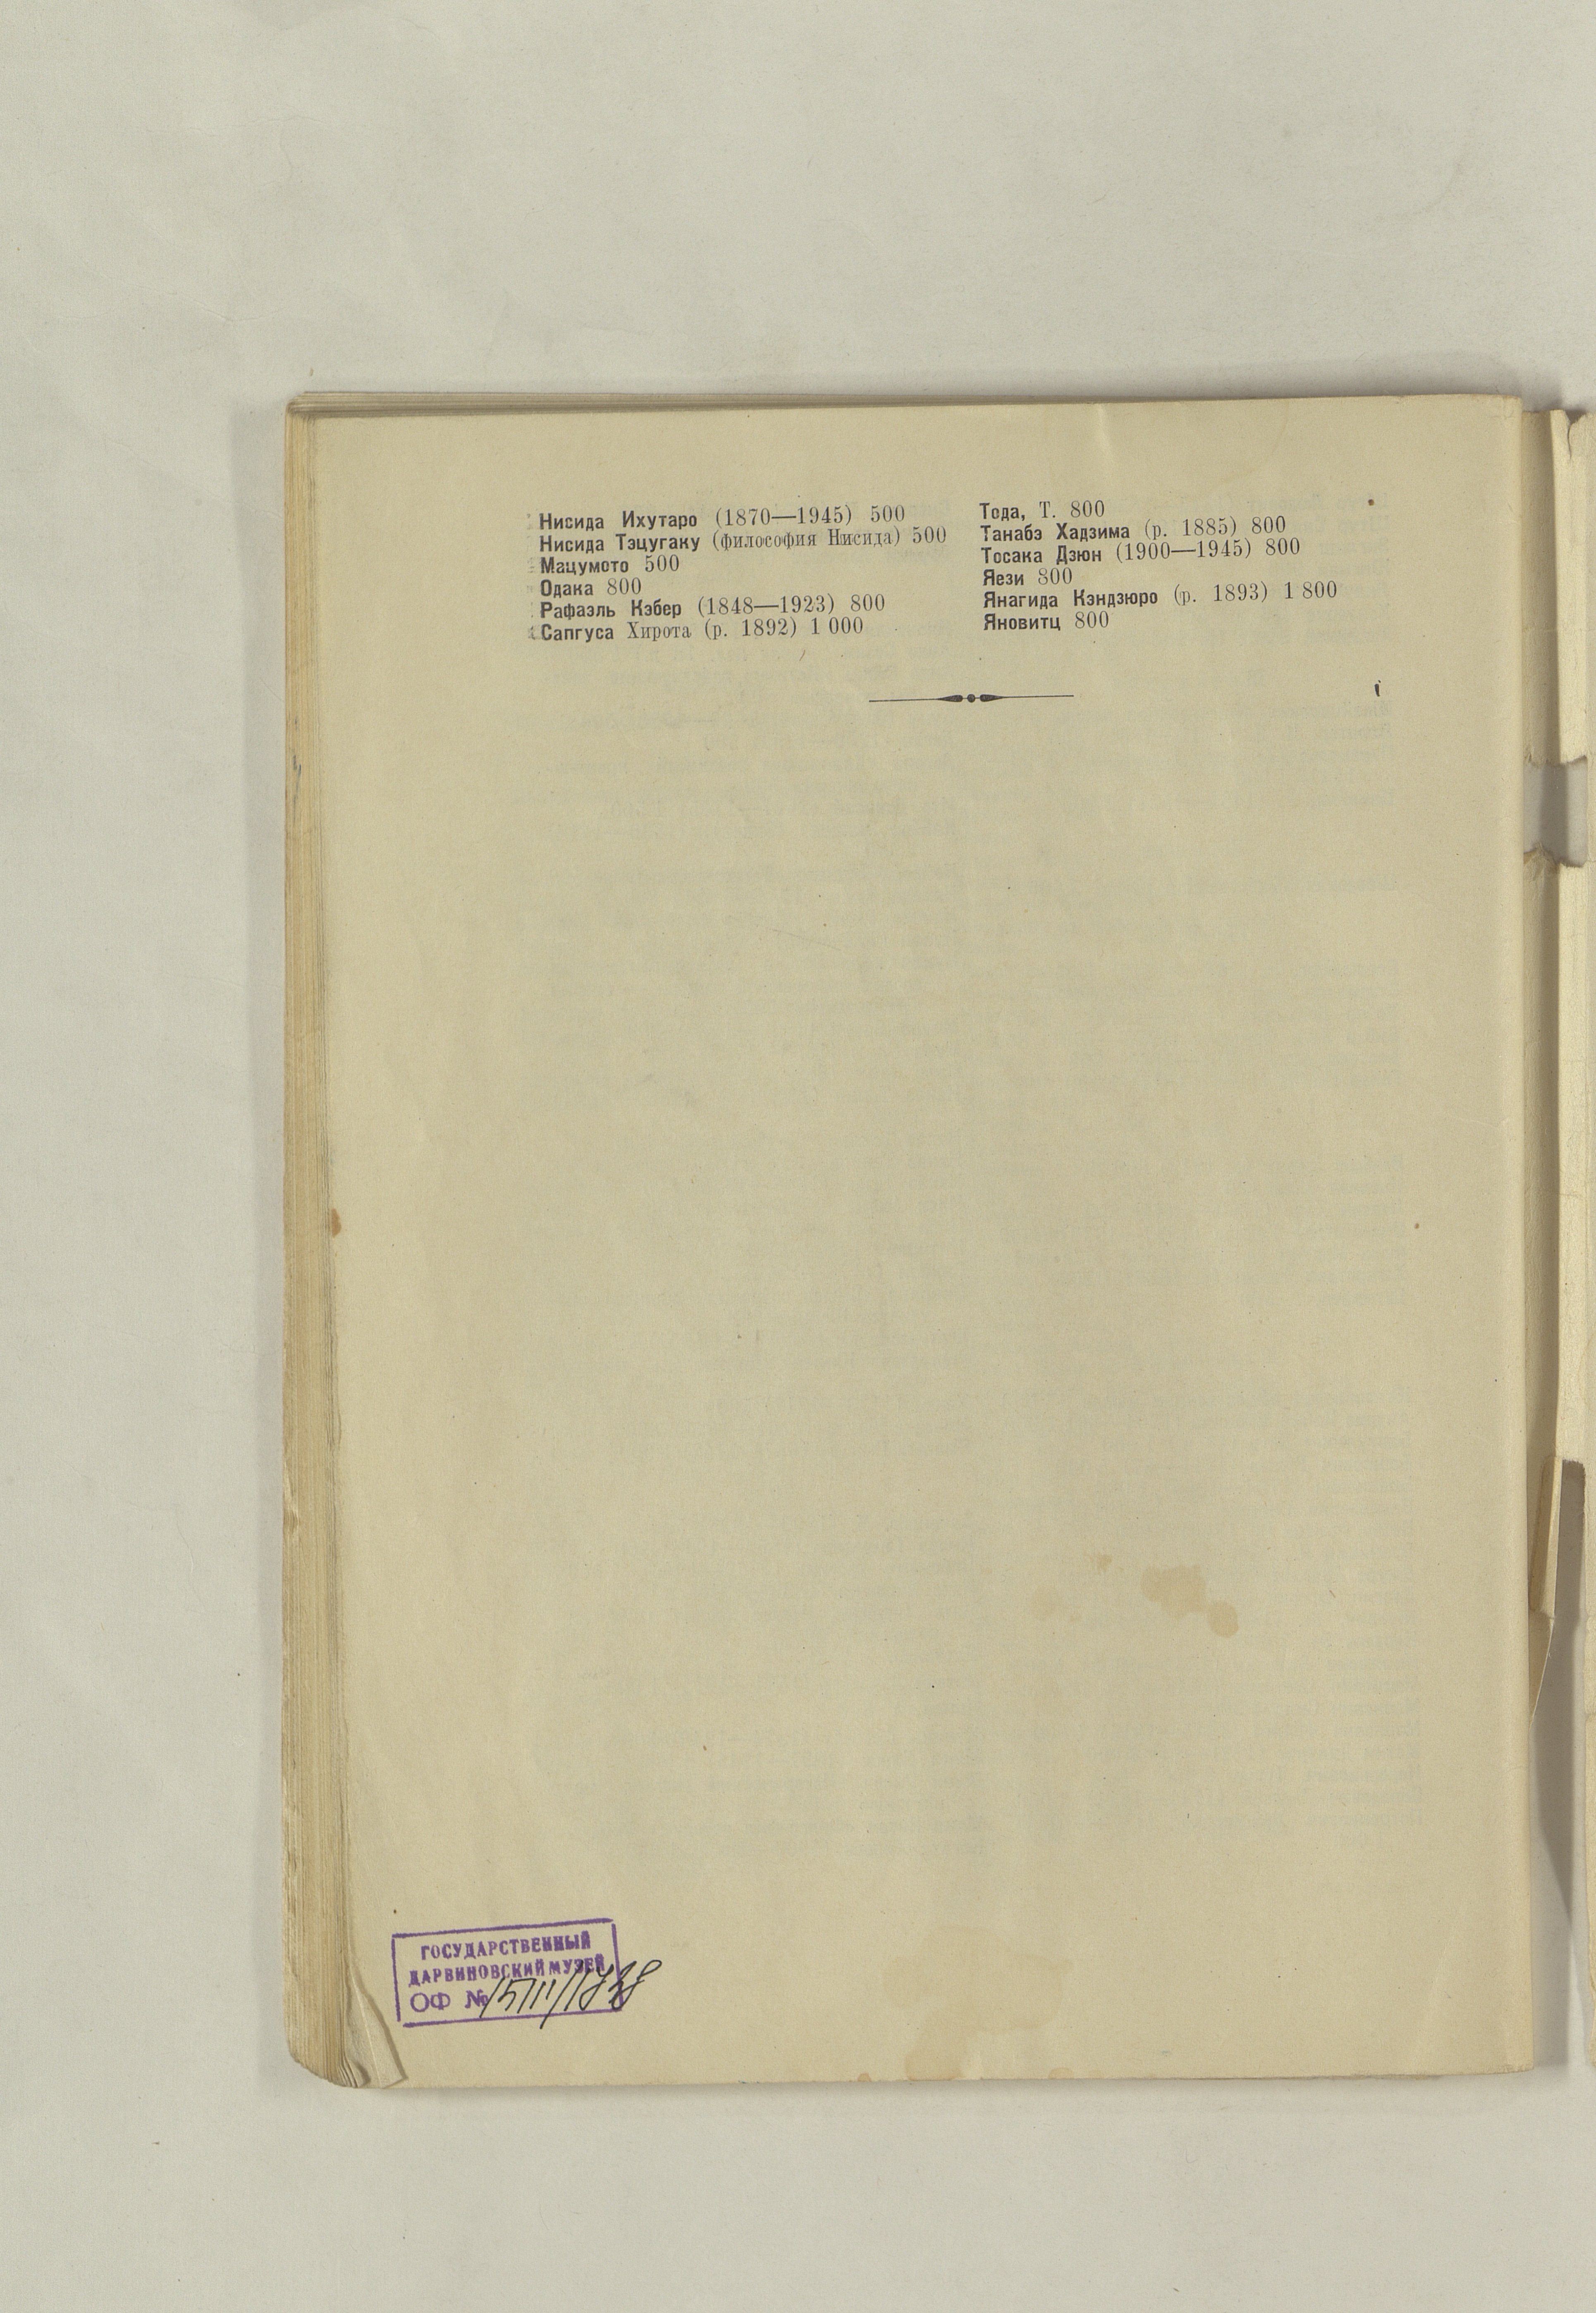 Нисида Ихутаро (1870—1945) 500
Нисида Тэцугаку (философия Нисида) 500
Мацумото 500
Одака 800
Рафаэль Кэбер (1848—1923) 800
Сапгуса Хирота (р. 1892) 1 000
Тода, Т. 800
Танабэ Хадзима (р. 1885) 800
Тосака Дзюн (1900—1945) 800
Яези 800
Янагида Кэндзюро (р. 1893) 1 800
Яновитц 800
ГОСУДАРСТВЕННЫЙ
ДАРВИНОВСКИЙ МУЗЕЙ
ОФ №